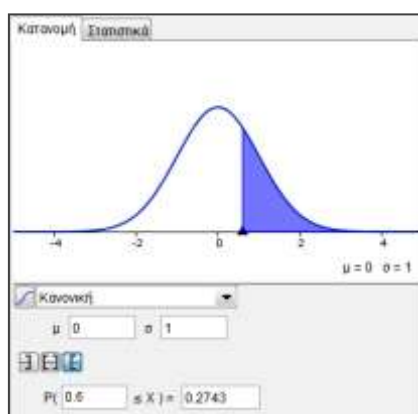 Κατανομή Στατιστικά
-4 -2 0 2 4
μ = 0 σ = 1
Κανονική
μ 0 σ 1
P( 0.6 ≤ X ) = 0.2743